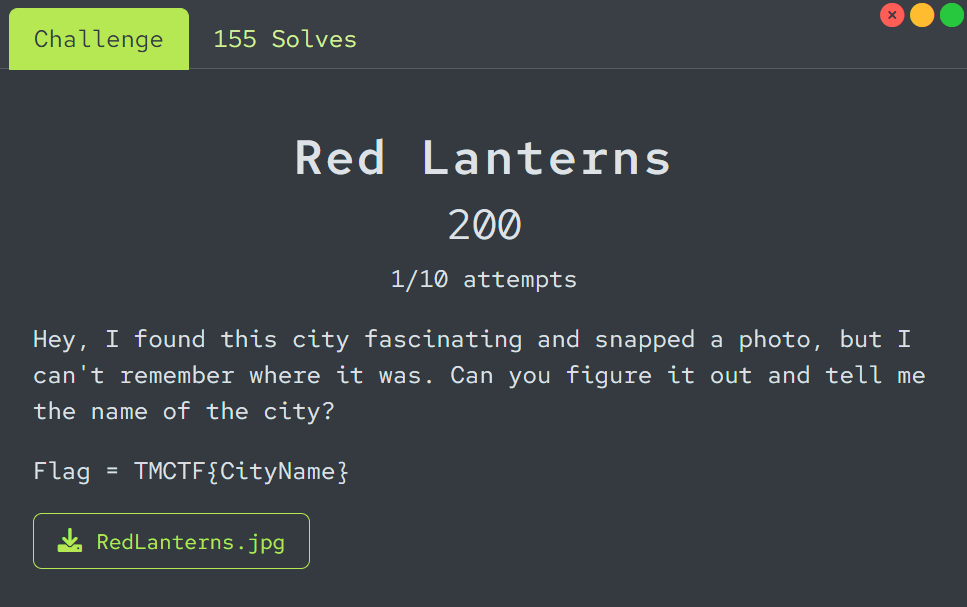 Challenge
155 Solves
Red Lanterns
200
1/10 attempts
Hey, I found this city fascinating and snapped a photo, but I
can't remember where it was. Can you figure it out and tell me
the name of the city?
Flag = TMCTF{CityName}
RedLanterns.jpg